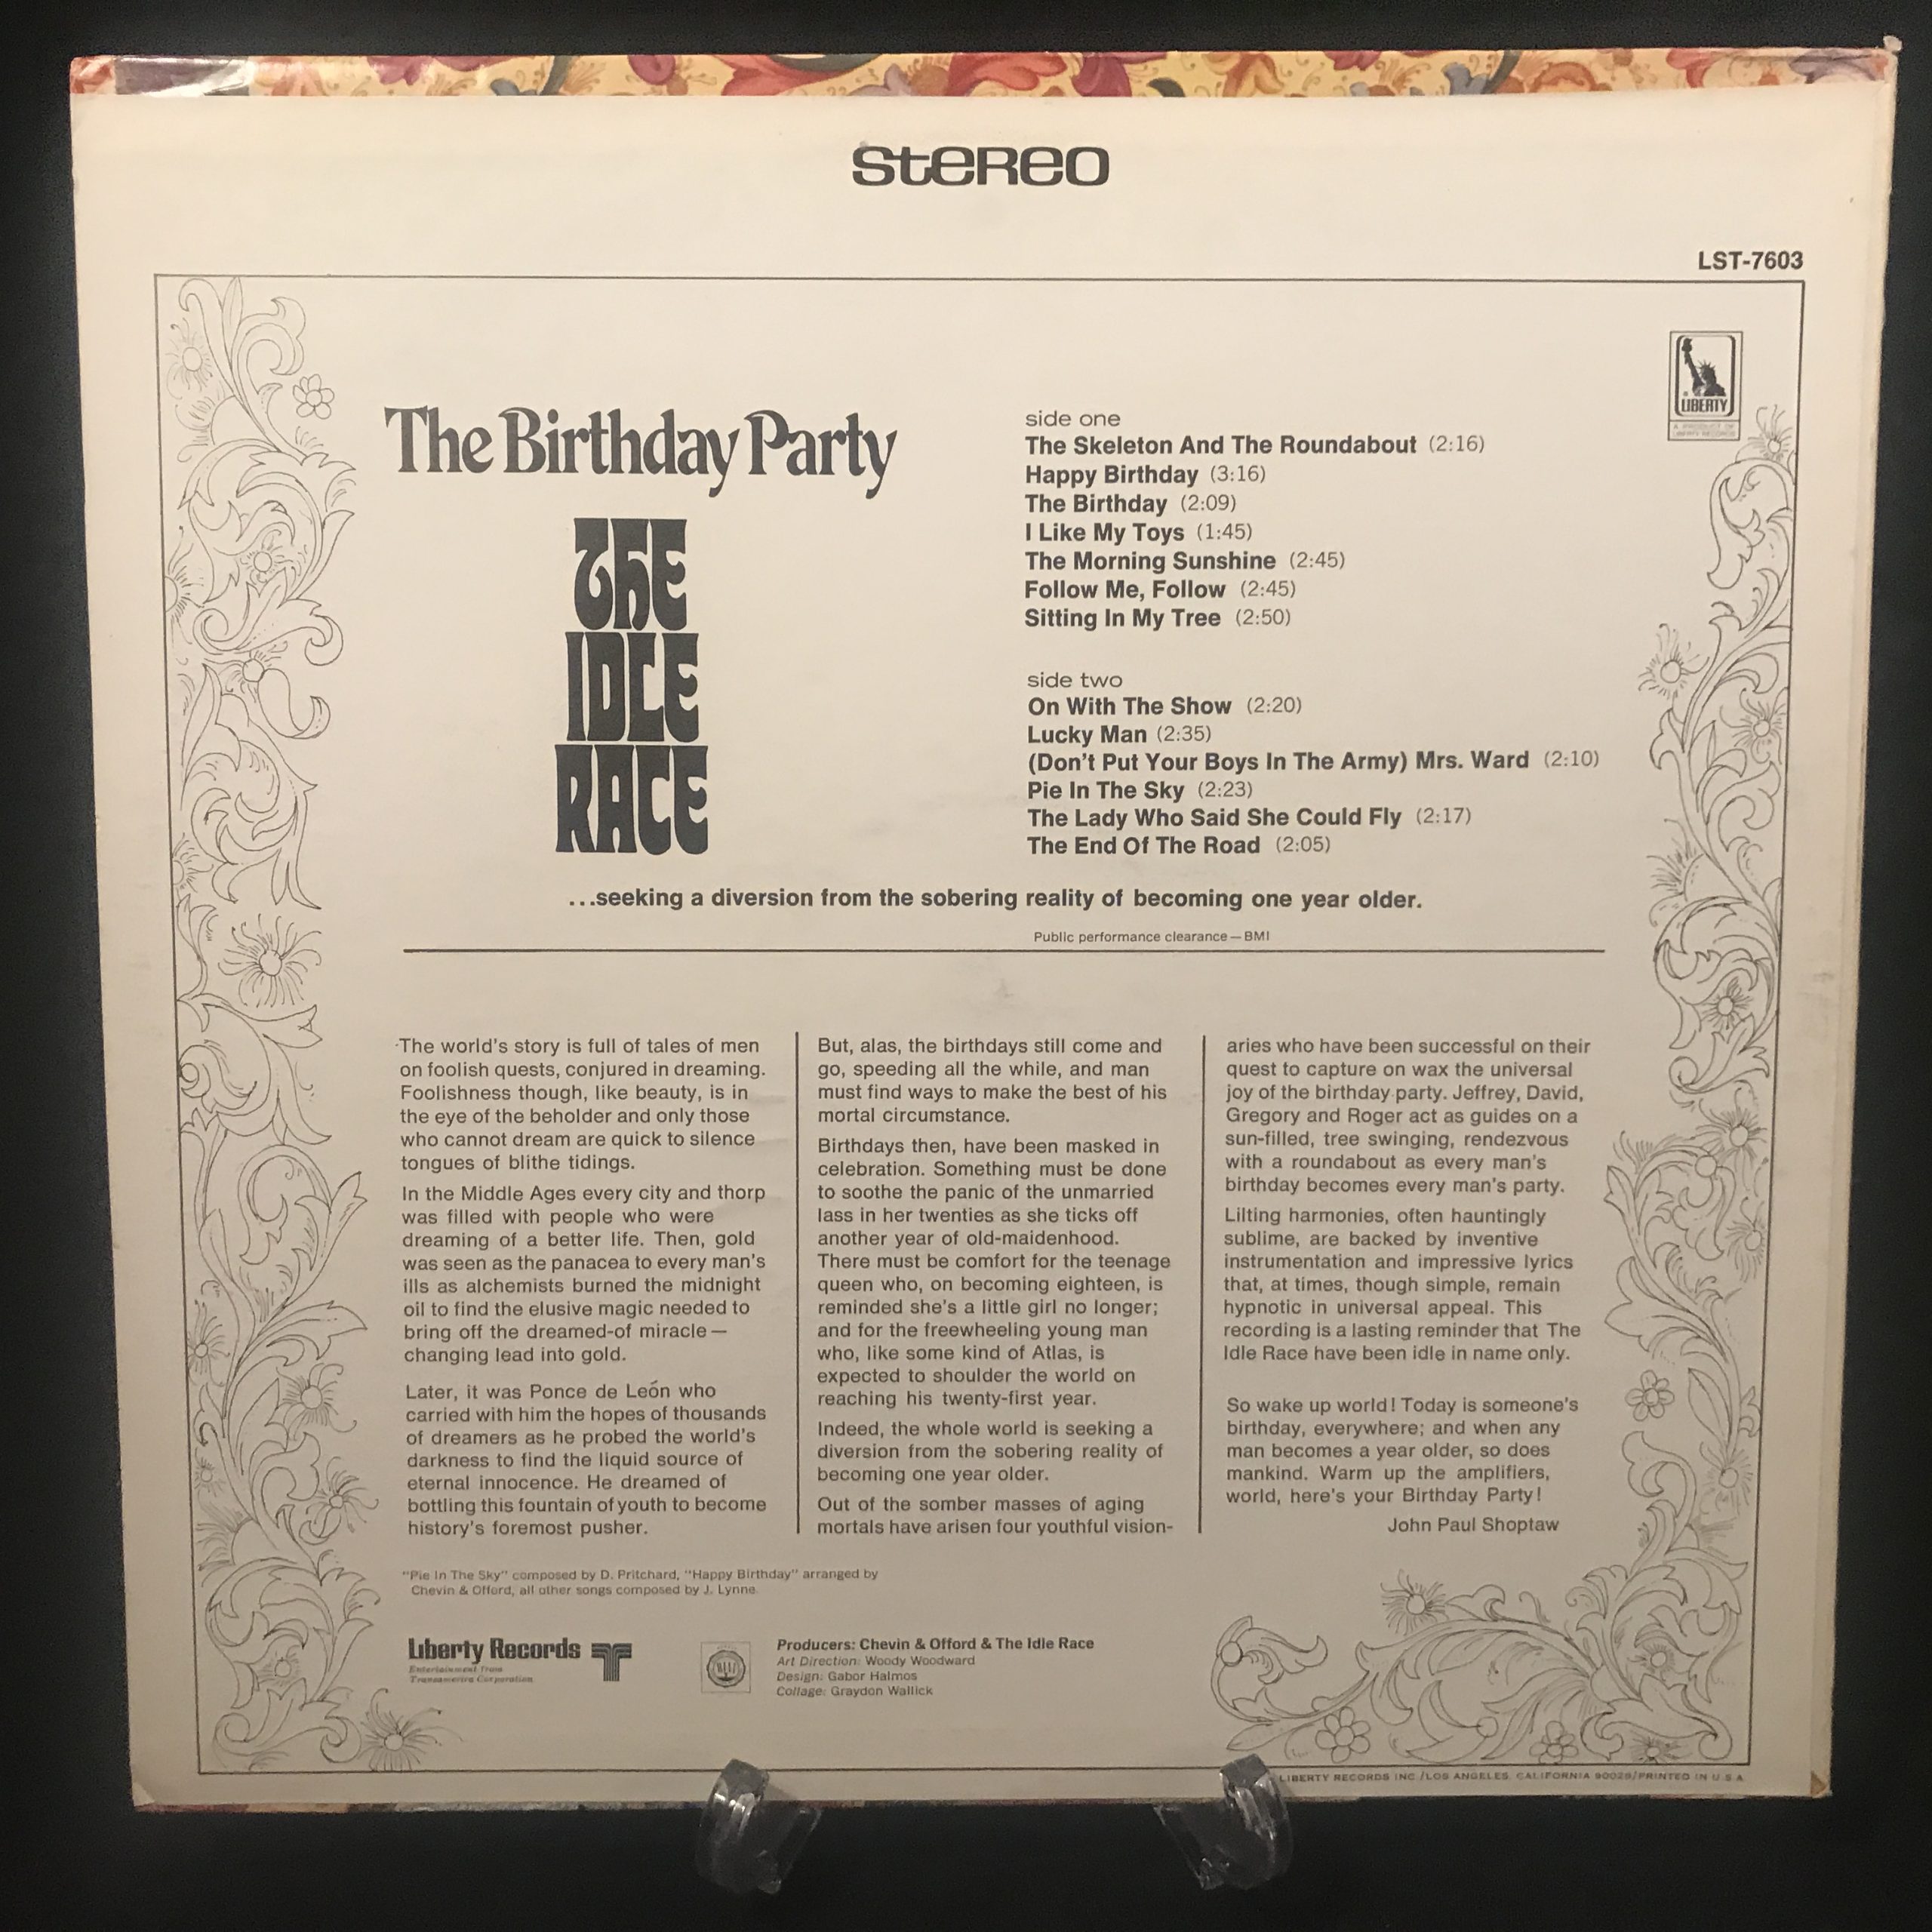 STEREO
LST-7603
LIBERTY
A PRODUCT OF
LIBERTY RECORDS
The Birthday Party
THE
IDLE
RACE
side one
The Skeleton And The Roundabout (2:16)
Happy Birthday (3:16)
The Birthday (2:09)
I Like My Toys (1:45)
The Morning Sunshine (2:45)
Follow Me, Follow (2:45)
Sitting In My Tree (2:50)
side two
On With The Show (2:20)
Lucky Man (2:35)
(Don't Put Your Boys In The Army) Mrs. Ward (2:10)
Pie In The Sky (2:23)
The Lady Who Said She Could Fly (2:17)
The End Of The Road (2:05)
...seeking a diversion from the sobering reality of becoming one year older.
Public performance clearance—BMI
The world's story is full of tales of men
on foolish quests, conjured in dreaming.
Foolishness though, like beauty, is in
the eye of the beholder and only those
who cannot dream are quick to silence
tongues of blithe tidings.
In the Middle Ages every city and thorp
was filled with people who were
dreaming of a better life. Then, gold
was seen as the panacea to every man's
ills as alchemists burned the midnight
oil to find the elusive magic needed to
bring off the dreamed-of miracle—
changing lead into gold.
Later, it was Ponce de León who
carried with him the hopes of thousands
of dreamers as he probed the world's
darkness to find the liquid source of
eternal innocence. He dreamed of
bottling this fountain of youth to become
history's foremost pusher.
But, alas, the birthdays still come and
go, speeding all the while, and man
must find ways to make the best of his
mortal circumstance.
Birthdays then, have been masked in
celebration. Something must be done
to soothe the panic of the unmarried
lass in her twenties as she ticks off
another year of old-maidenhood.
There must be comfort for the teenage
queen who, on becoming eighteen, is
reminded she's a little girl no longer;
and for the freewheeling young man
who, like some kind of Atlas, is
expected to shoulder the world on
reaching his twenty-first year.
Indeed, the whole world is seeking a
diversion from the sobering reality of
becoming one year older.
Out of the somber masses of aging
mortals have arisen four youthful vision-
aries who have been successful on their
quest to capture on wax the universal
joy of the birthday party. Jeffrey, David,
Gregory and Roger act as guides on a
sun-filled, tree swinging, rendezvous
with a roundabout as every man's
birthday becomes every man's party.
Lilting harmonies, often hauntingly
sublime, are backed by inventive
instrumentation and impressive lyrics
that, at times, though simple, remain
hypnotic in universal appeal. This
recording is a lasting reminder that The
Idle Race have been idle in name only.
So wake up world! Today is someone's
birthday, everywhere; and when any
man becomes a year older, so does
mankind. Warm up the amplifiers,
world, here's your Birthday Party!
John Paul Shoptaw
"Pie In The Sky" composed by D. Pritchard, "Happy Birthday" arranged by
Chevin & Offord, all other songs composed by J. Lynne.
Liberty Records
Entertainment from
Transamerica Corporation
Producers: Chevin & Offord & The Idle Race
Art Direction: Woody Woodward
Design: Gabor Halmos
Collage: Graydon Wallick
LIBERTY RECORDS INC./LOS ANGELES, CALIFORNIA 90028/PRINTED IN U.S.A.